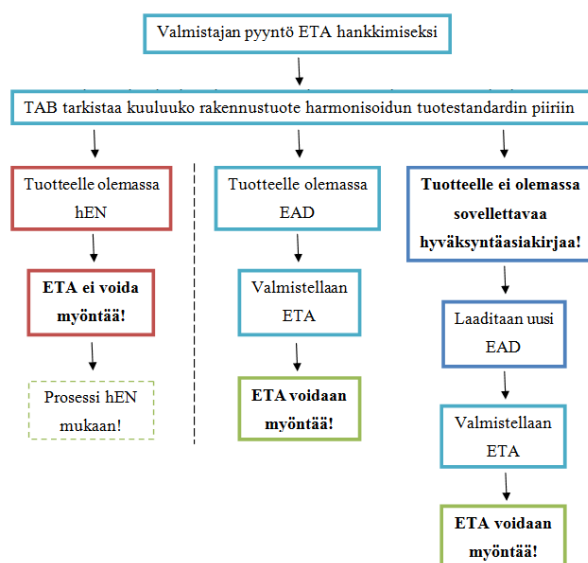 Valmistajan pyyntö ETA hankkimiseksi
TAB tarkistaa kuuluuko rakennustuote harmonisoidun tuotestandardin piiriin
Tuotteelle olemassa
hEN
ETA ei voida
myöntää!
Prosessi hEN
mukaan!
Tuotteelle olemassa
EAD
Valmistellaan
ETA
ETA voidaan
myöntää!
Tuotteelle ei olemassa
sovellettavaa
hyväksyntäasiakirjaa!
Laaditaan uusi
EAD
Valmistellaan
ETA
ETA voidaan
myöntää!